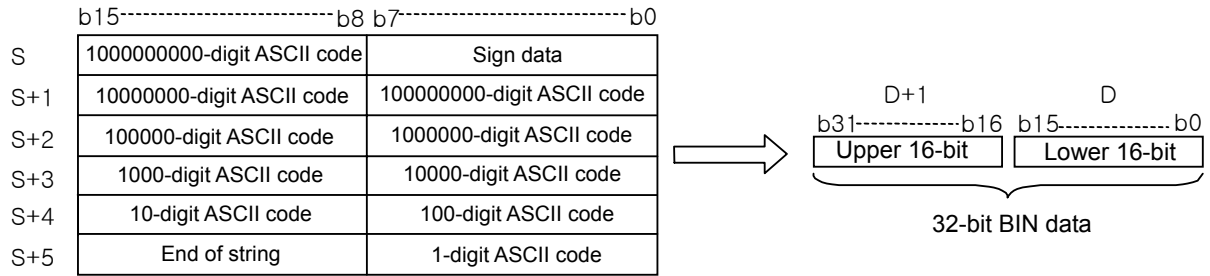 b15 b8 b7 b0
S 1000000000-digit ASCII code Sign data
S+1 10000000-digit ASCII code 100000000-digit ASCII code
S+2 100000-digit ASCII code 1000000-digit ASCII code
S+3 1000-digit ASCII code 10000-digit ASCII code
S+4 10-digit ASCII code 100-digit ASCII code
S+5 End of string 1-digit ASCII code
D+1 D
b31 b16 b15 b0
Upper 16-bit Lower 16-bit
32-bit BIN data